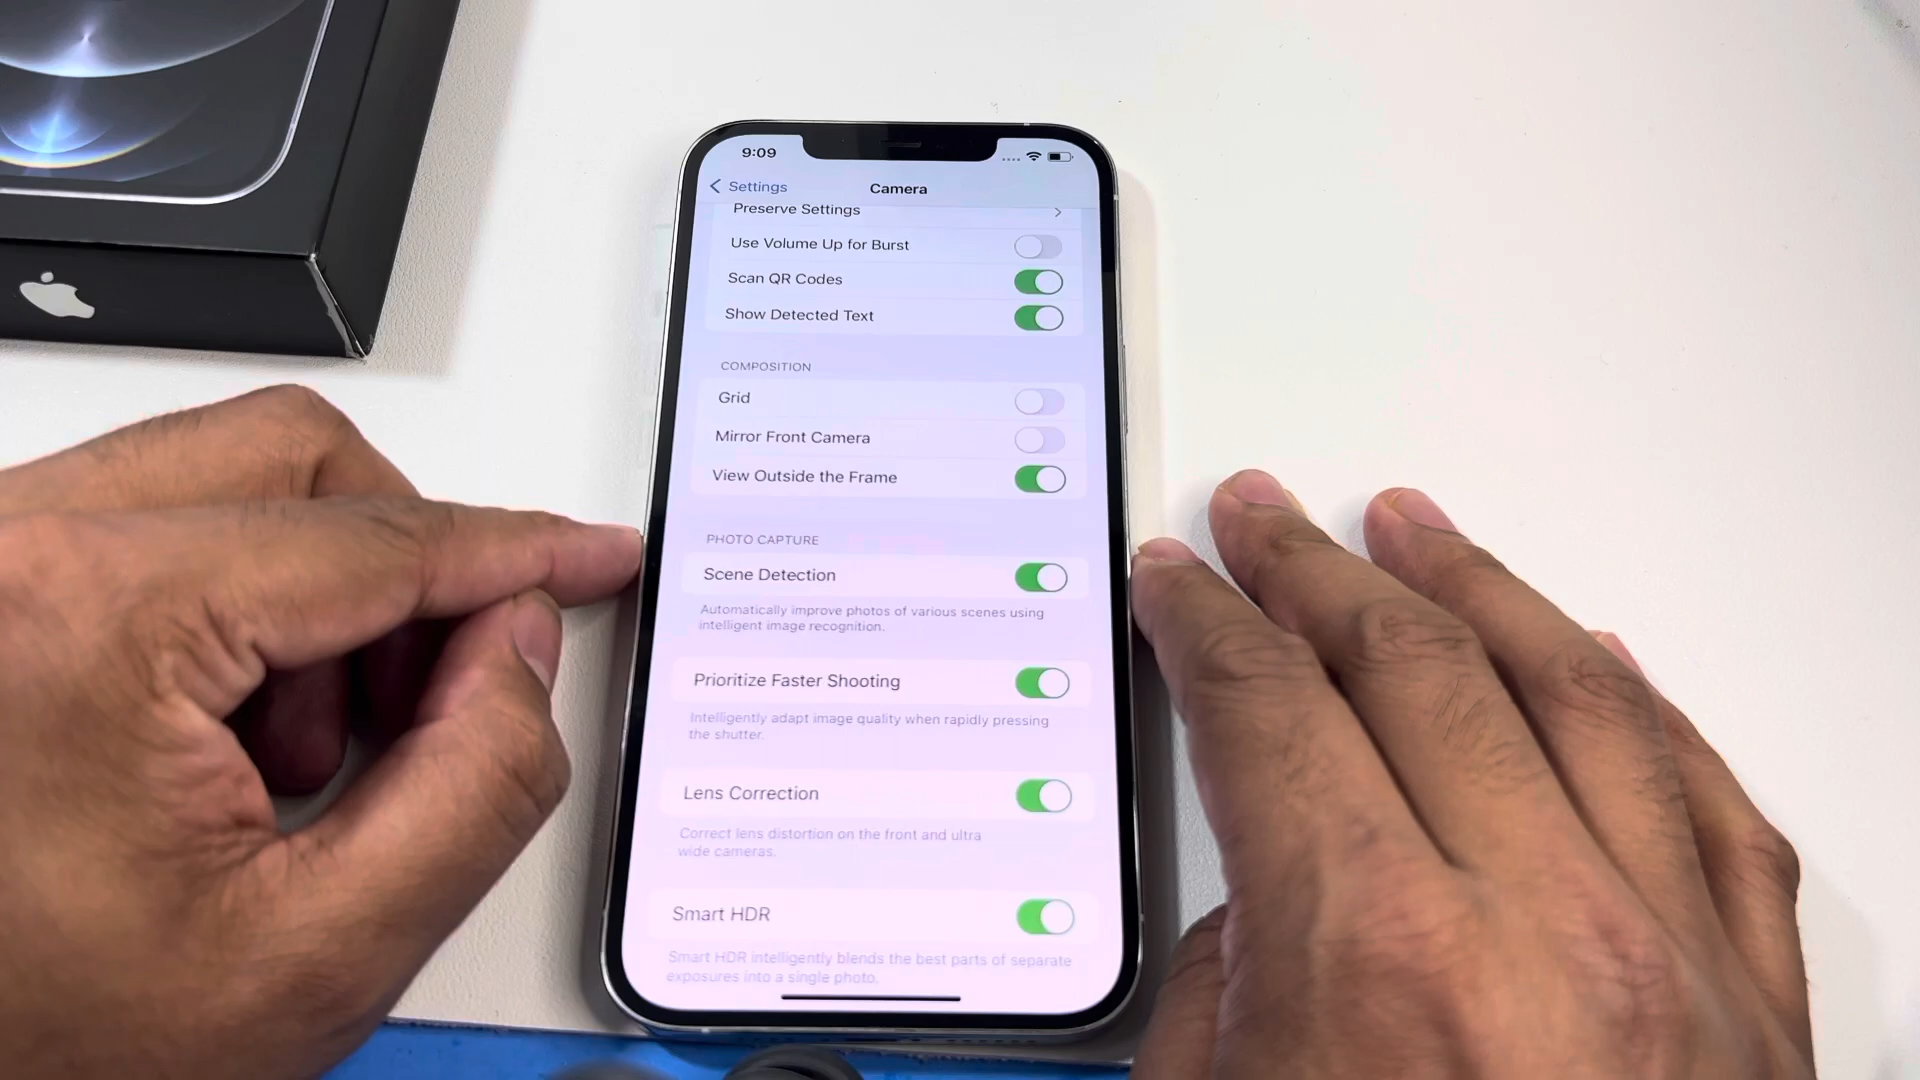 9:09
Settings
Camera
Preserve Settings
Use Volume Up for Burst
Scan QR Codes
Show Detected Text
COMPOSITION
Grid
Mirror Front Camera
View Outside the Frame
PHOTO CAPTURE
Scene Detection
Automatically improve photos of various scenes using
intelligent image recognition.
Prioritize Faster Shooting
Intelligently adapt image quality when rapidly pressing
the shutter.
Lens Correction
Correct lens distortion on the front and ultra
wide cameras.
Smart HDR
Smart HDR intelligently blends the best parts of separate
exposures into a single photo.